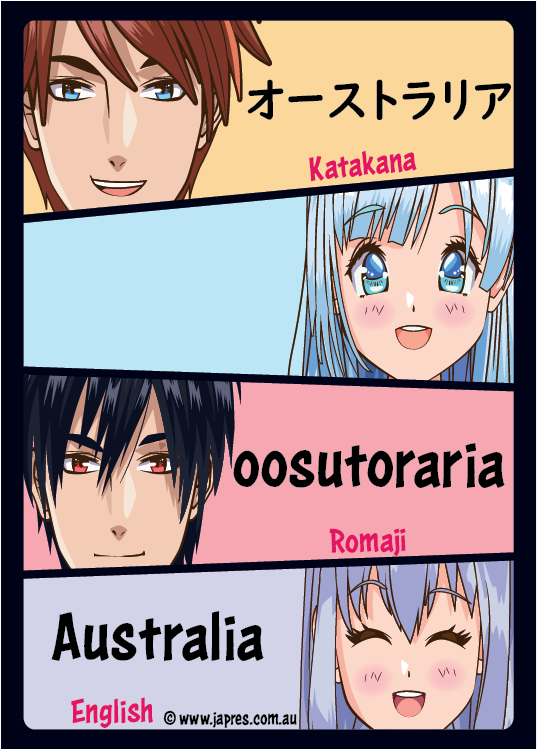 オーストラリア
Katakana
oosutoraria
Romaji
Australia
English
© www.japres.com.au